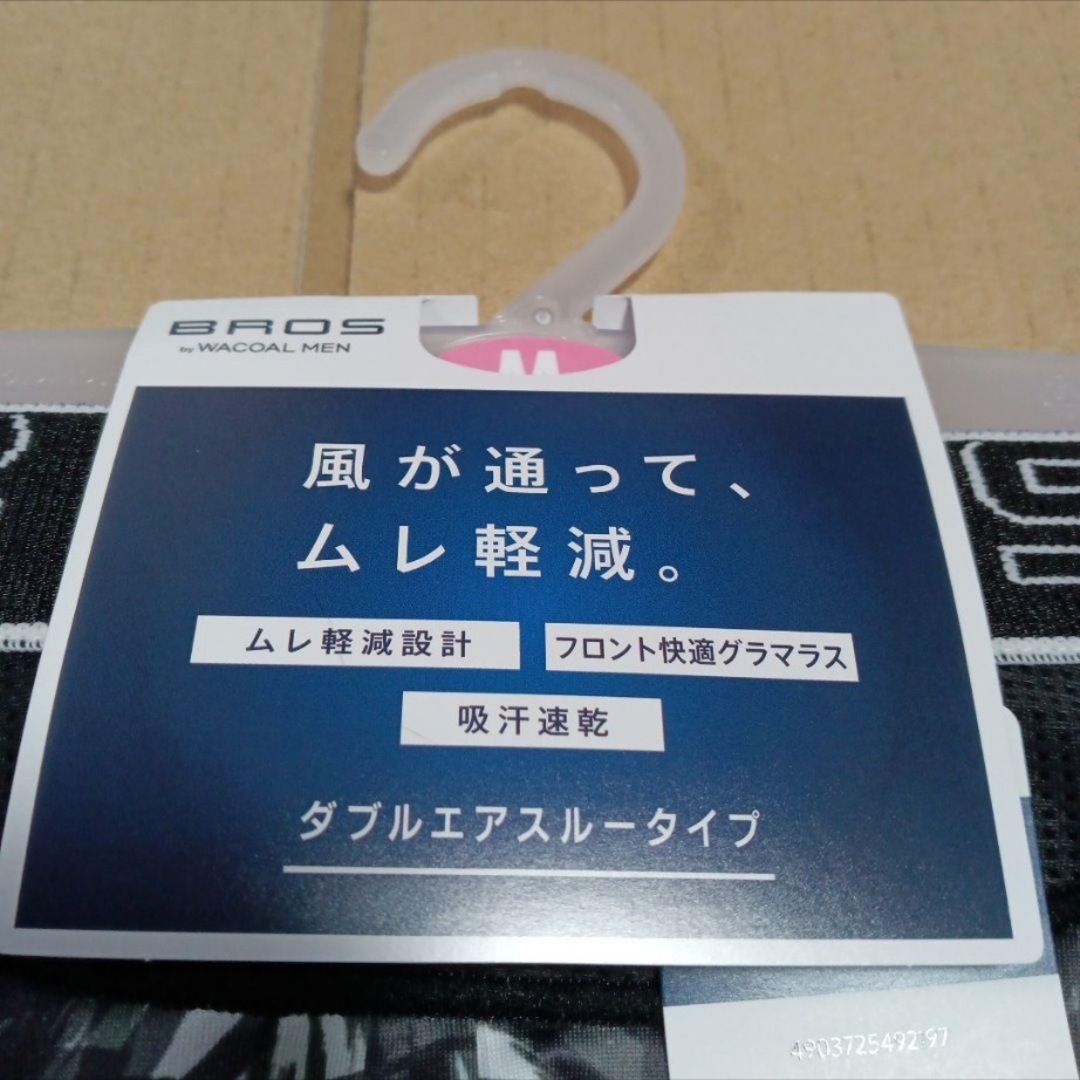 BROS
by WACOAL MEN
M
風が通って、
ムレ軽減。
ムレ軽減設計
フロント快適グラマラス
吸汗速乾
ダブルエアスルータイプ